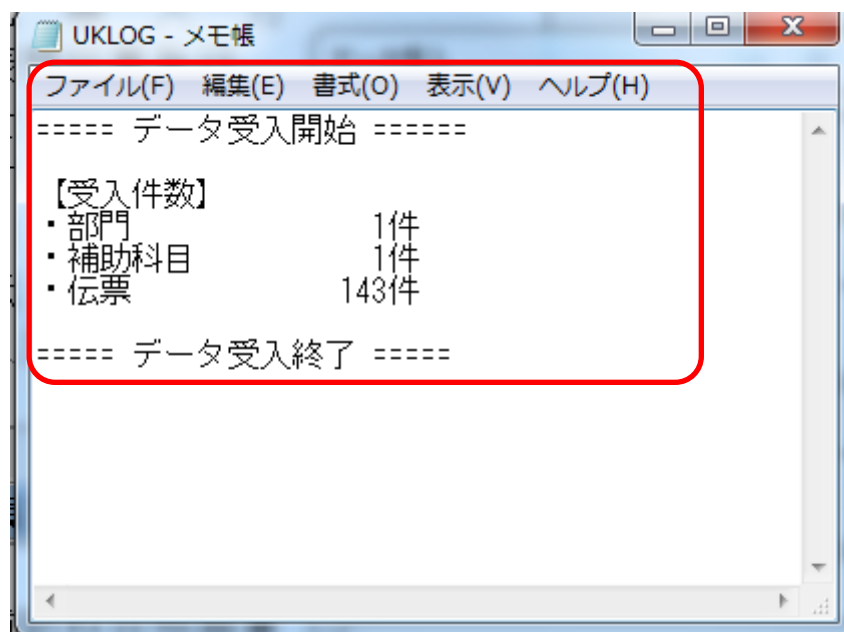 UKLOG - メモ帳
ファイル(F) 編集(E) 書式(O) 表示(V) ヘルプ(H)
===== データ受入開始 ======
【受入件数】
・部門 1件
・補助科目 1件
・伝票 143件
===== データ受入終了 =====